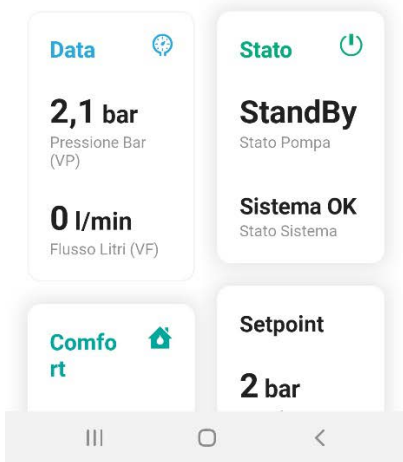 Data
2,1 bar
Pressione Bar
(VP)
0 l/min
Flusso Litri (VF)
Stato
StandBy
Stato Pompa
Sistema OK
Stato Sistema
Comfo
rt
Setpoint
2 bar